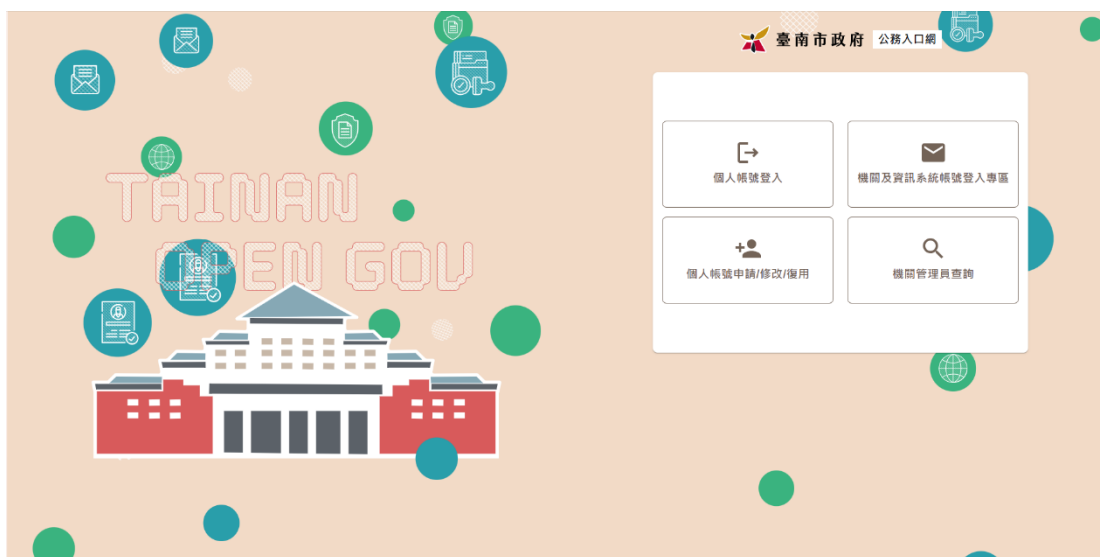 臺南市政府 公務入口網
TAINAN
OPEN GOV
個人帳號登入
機關及資訊系統帳號登入專區
個人帳號申請/修改/復用
機關管理員查詢